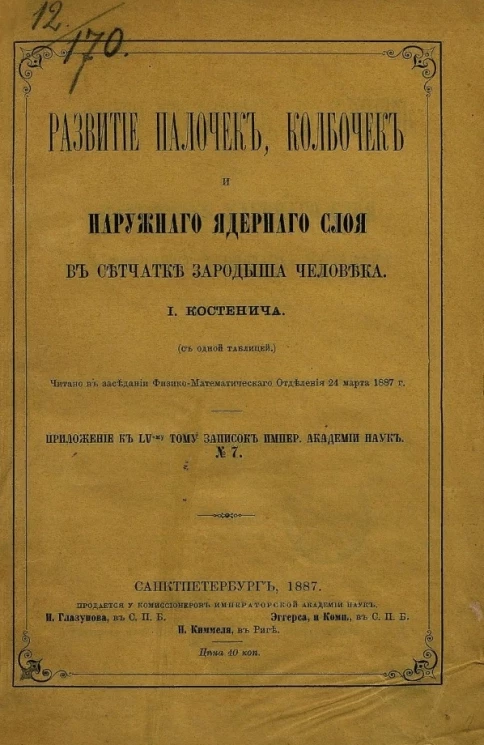 12.
170.
РАЗВИТІЕ ПАЛОЧЕКЪ, КОЛБОЧЕКЪ
И
НАРУЖНАГО ЯДЕРНАГО СЛОЯ
ВЪ СѢТЧАТКѢ ЗАРОДЫША ЧЕЛОВѢКА.
І. КОСТЕНИЧА.
(СЪ ОДНОЙ ТАБЛИЦЕЙ.)
Читано въ засѣданіи Физико-Математическаго Отдѣленія 24 марта 1887 г.
ПРИЛОЖЕНІЕ КЪ LV-му ТОМУ ЗАПИСОКЪ ИМПЕР. АКАДЕМІИ НАУКЪ.
№ 7.
САНКТПЕТЕРБУРГЪ, 1887.
ПРОДАЕТСЯ У КОМИССІОНЕРОВЪ ИМПЕРАТОРСКОЙ АКАДЕМІИ НАУКЪ,
И. Глазунова, въ С. П. Б. Эггерса, и Комп., въ С. П. Б.
Н. Киммеля, въ Ригѣ.
Цѣна 40 коп.